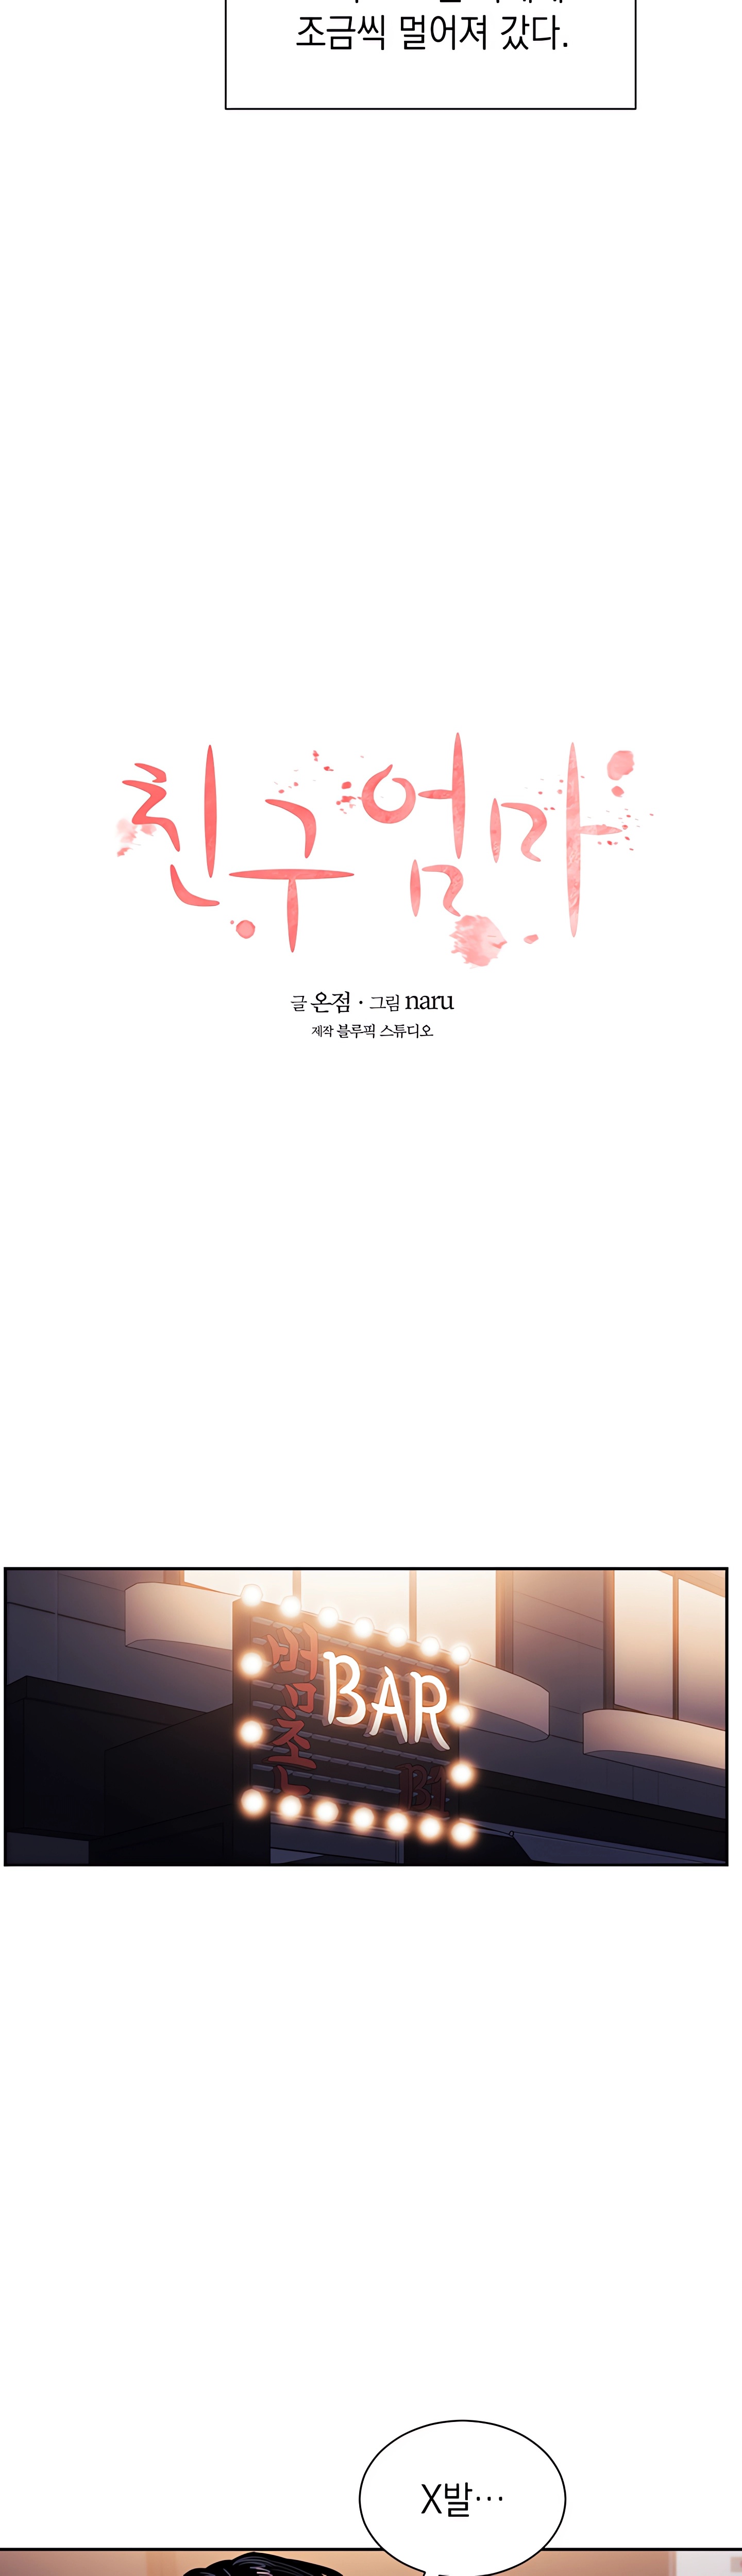 조금씩 멀어져 갔다.
친구엄마
글 온점 · 그림 naru
제작 블루픽 스튜디오
BAR
B1
X발…